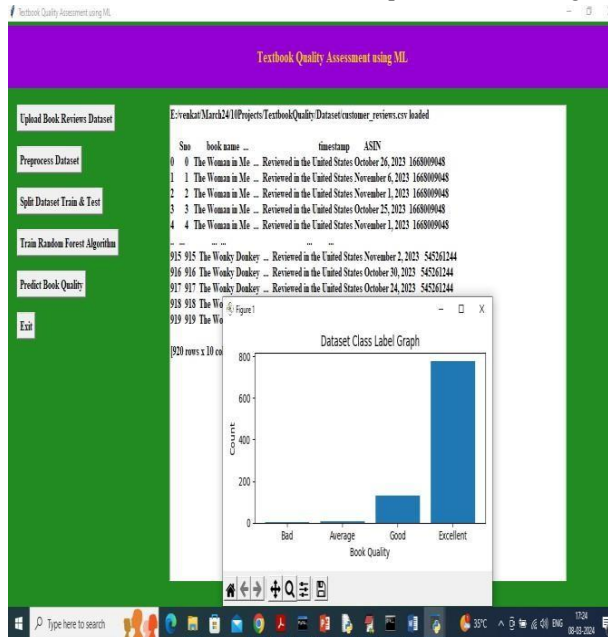 Textbook Quality Assessment using ML
Textbook Quality Assessment using ML
Upload Book Reviews Dataset
Preprocess Dataset
Split Dataset Train & Test
Train Random Forest Algorithm
Predict Book Quality
Exit
E:/venkat/March24/10Projects/TextbookQuality/Dataset/customer_reviews.csv loaded
Sno book name ... timestamp ASIN
0 0 The Woman in Me ... Reviewed in the United States October 26, 2023 1668009048
1 1 The Woman in Me ... Reviewed in the United States November 6, 2023 1668009048
2 2 The Woman in Me ... Reviewed in the United States November 1, 2023 1668009048
3 3 The Woman in Me ... Reviewed in the United States October 25, 2023 1668009048
4 4 The Woman in Me ... Reviewed in the United States November 1, 2023 1668009048
.. ... ... ... ... ...
915 915 The Wonky Donkey ... Reviewed in the United States November 2, 2023 545261244
916 916 The Wonky Donkey ... Reviewed in the United States October 30, 2023 545261244
917 917 The Wonky Donkey ... Reviewed in the United States October 24, 2023 545261244
918 918 The Wo
919 919 The Wo
[920 rows x 10 co
Figure 1
Dataset Class Label Graph
800
600
400
200
0
Count
Bad Average Good Excellent
Book Quality
Type here to search
35°C
ENG
17:24
08-03-2024